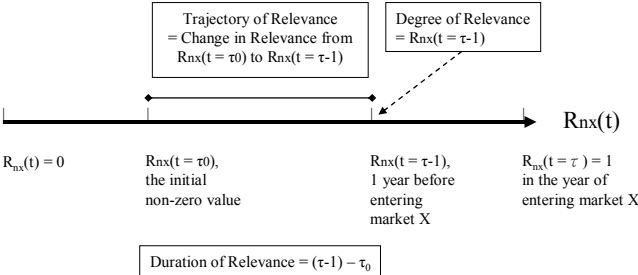 Trajectory of Relevance
= Change in Relevance from
Rnx(t = τ0) to Rnx(t = τ-1)
Degree of Relevance
= Rnx(t = τ-1)
Rnx(t)
Rnx(t) = 0
Rnx(t = τ0),
the initial
non-zero value
Rnx(t = τ-1),
1 year before
entering
market X
Rnx(t = τ ) = 1
in the year of
entering market X
Duration of Relevance = (τ-1) – τ0